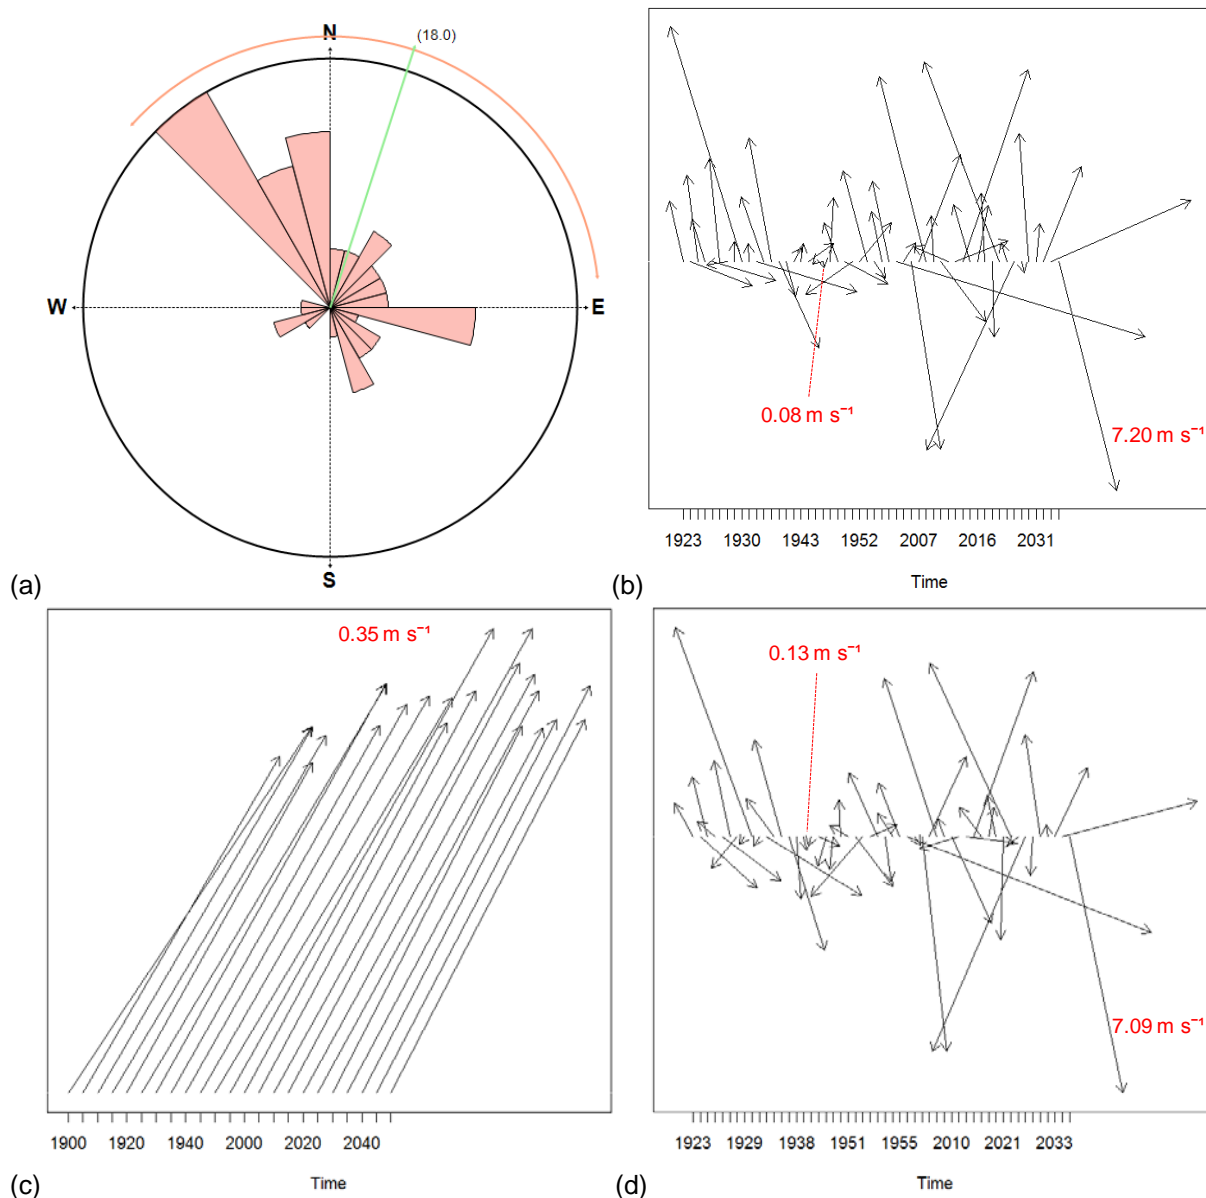 N
(18.0)
W
E
S
(a)
0.08 m s⁻¹
7.20 m s⁻¹
1923 1930 1943 1952 2007 2016 2031
Time
(b)
0.35 m s⁻¹
1900 1920 1940 2000 2020 2040
Time
(c)
0.13 m s⁻¹
7.09 m s⁻¹
1923 1929 1938 1951 1955 2010 2021 2033
Time
(d)